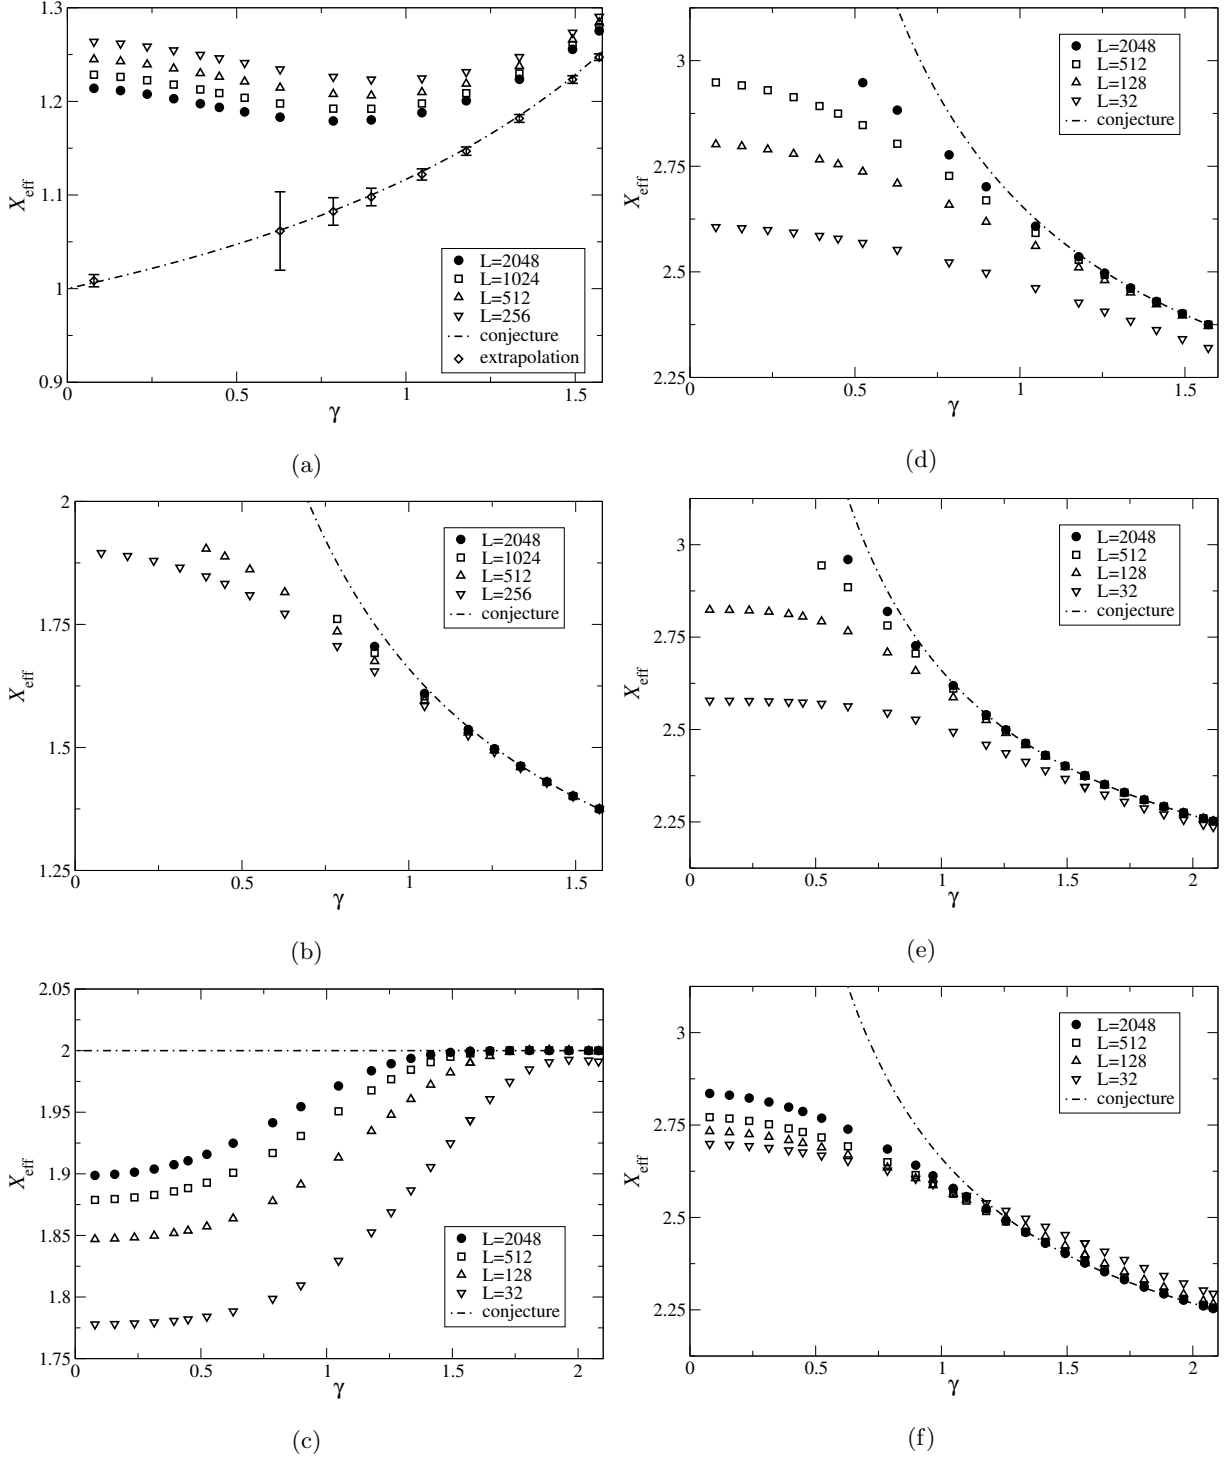 1.3
1.2
1.1
1
0.9
X_eff
0
0.5
1
1.5
γ
L=2048
L=1024
L=512
L=256
conjecture
extrapolation
(a)
3
2.75
2.5
2.25
X_eff
0
0.5
1
1.5
γ
L=2048
L=512
L=128
L=32
conjecture
(d)
2
1.75
1.5
1.25
X_eff
0
0.5
1
1.5
γ
L=2048
L=1024
L=512
L=256
conjecture
(b)
3
2.75
2.5
2.25
X_eff
0
0.5
1
1.5
2
γ
L=2048
L=512
L=128
L=32
conjecture
(e)
2.05
2
1.95
1.9
1.85
1.8
1.75
X_eff
0
0.5
1
1.5
2
γ
L=2048
L=512
L=128
L=32
conjecture
(c)
3
2.75
2.5
2.25
X_eff
0
0.5
1
1.5
2
γ
L=2048
L=512
L=128
L=32
conjecture
(f)